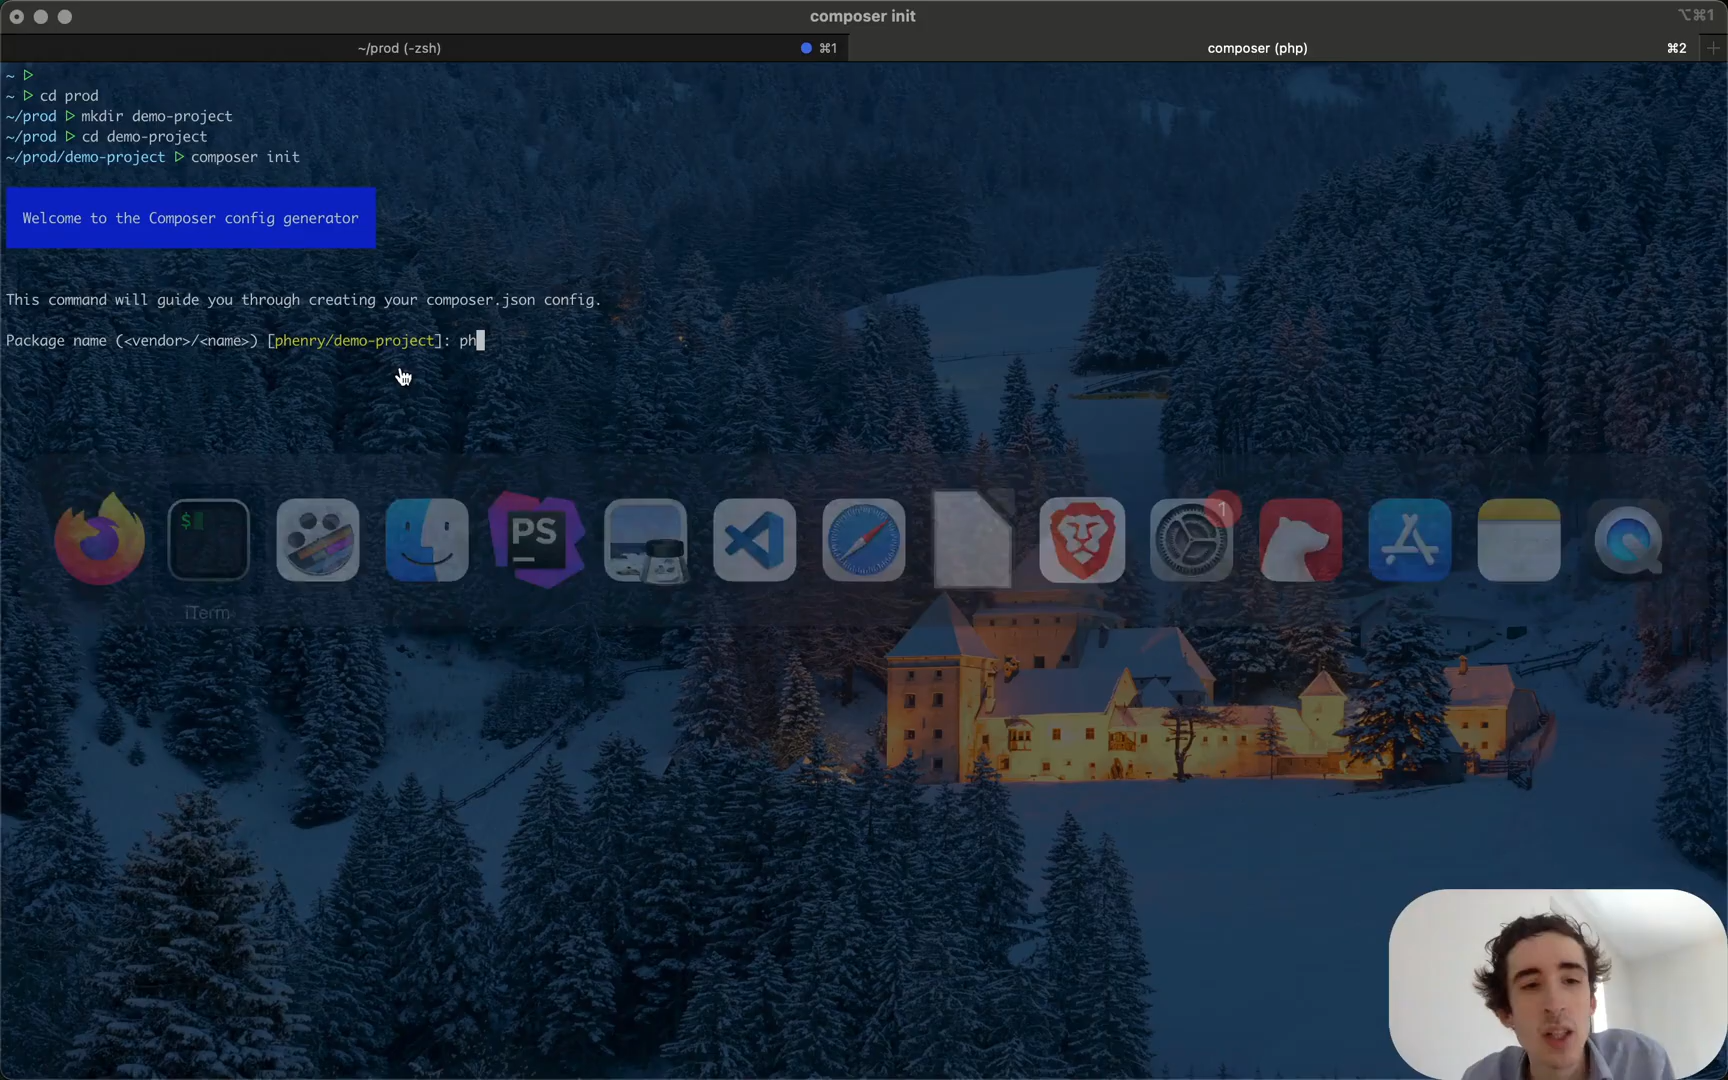 composer init
⌥⌘1
~/prod (-zsh)
⌘1
composer (php)
⌘2
~ ▷
~ ▷ cd prod
~/prod ▷ mkdir demo-project
~/prod ▷ cd demo-project
~/prod/demo-project ▷ composer init
Welcome to the Composer config generator
This command will guide you through creating your composer.json config.
Package name (<vendor>/<name>) [phenry/demo-project]: ph
$
PS
1
iTerm